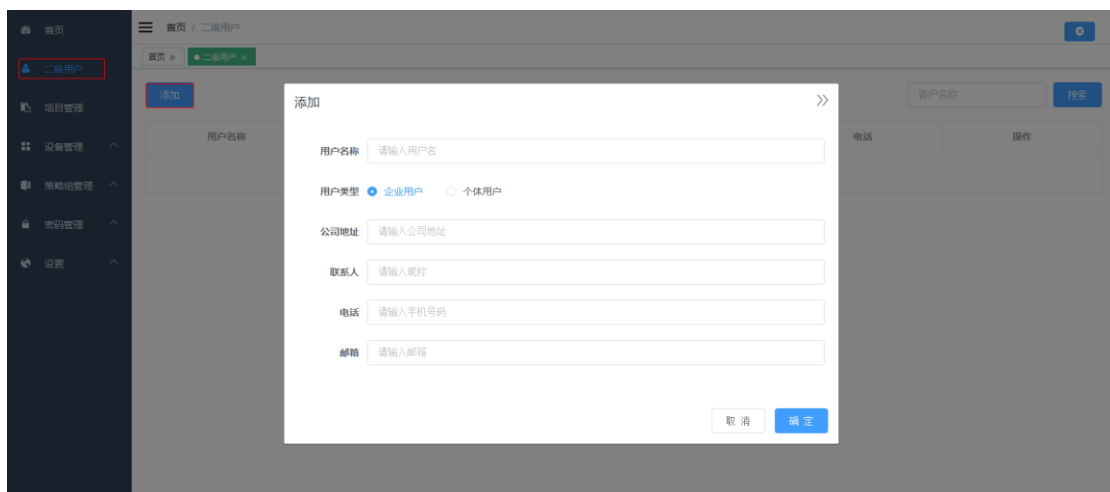 首页
二级用户
项目管理
设备管理
策略组管理
密码管理
设置
首页 / 二级用户
首页
二级用户
添加
客户名称
搜索
用户名称
电话
操作
添加
用户名称 请输入用户名
用户类型 企业用户 个体用户
公司地址 请输入公司地址
联系人 请输入昵称
电话 请输入手机号码
邮箱 请输入邮箱
取 消
确 定